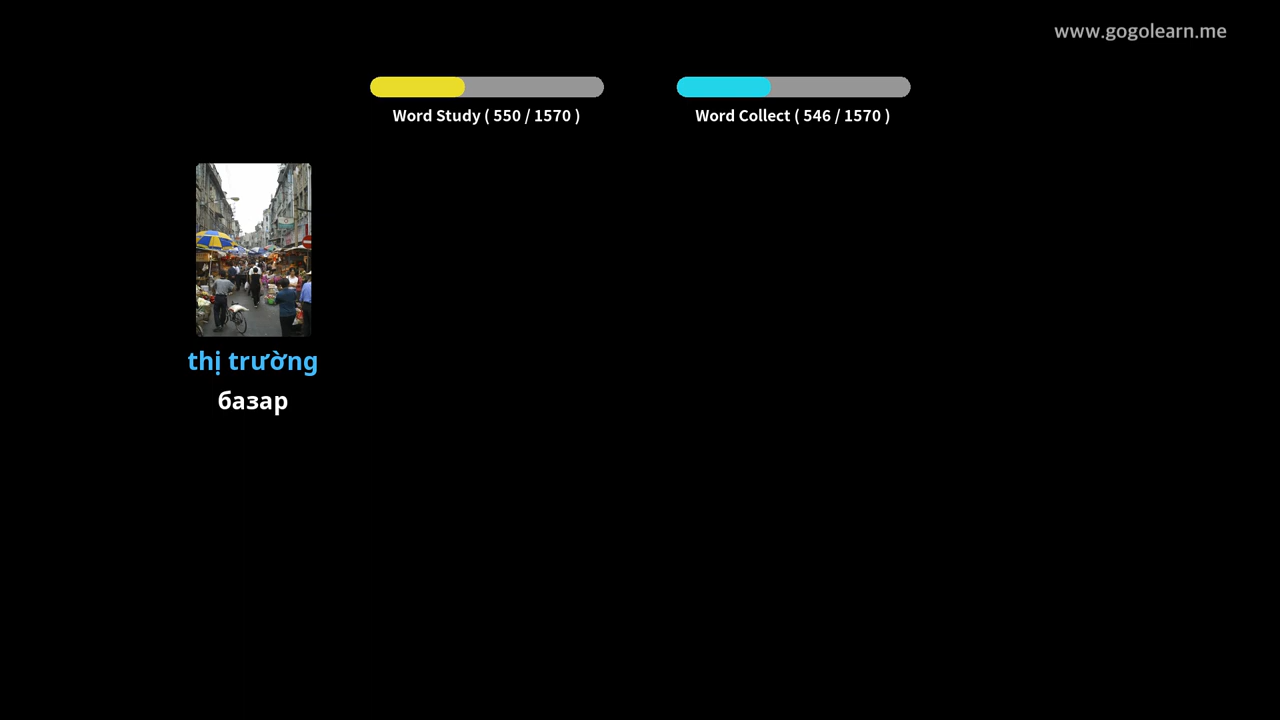 www.gogolearn.me
Word Study ( 550 / 1570 )
Word Collect ( 546 / 1570 )
thị trường
базар